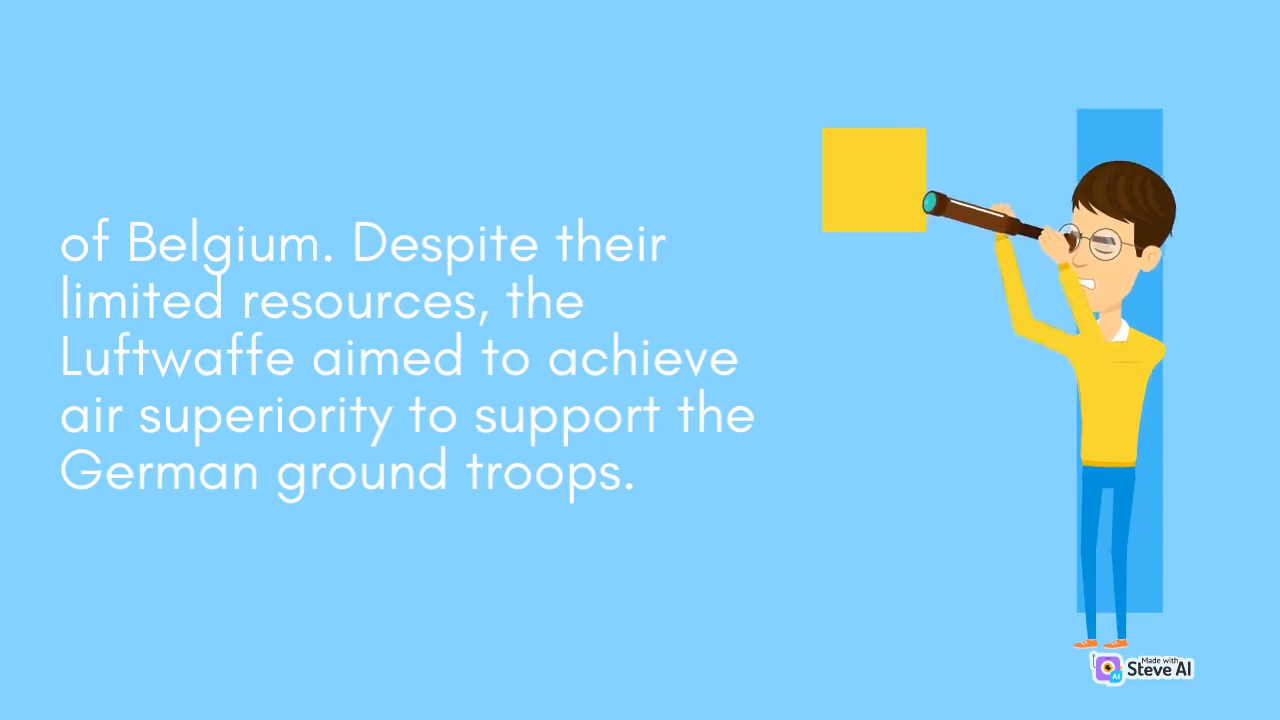 of Belgium. Despite their
limited resources, the
Luftwaffe aimed to achieve
air superiority to support the
German ground troops.
Made with
Steve AI
AI